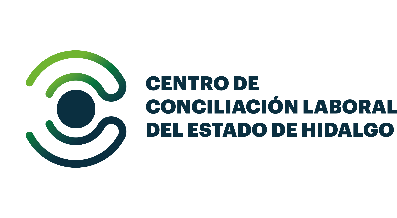 CENTRO DE
CONCILIACIÓN LABORAL
DEL ESTADO DE HIDALGO